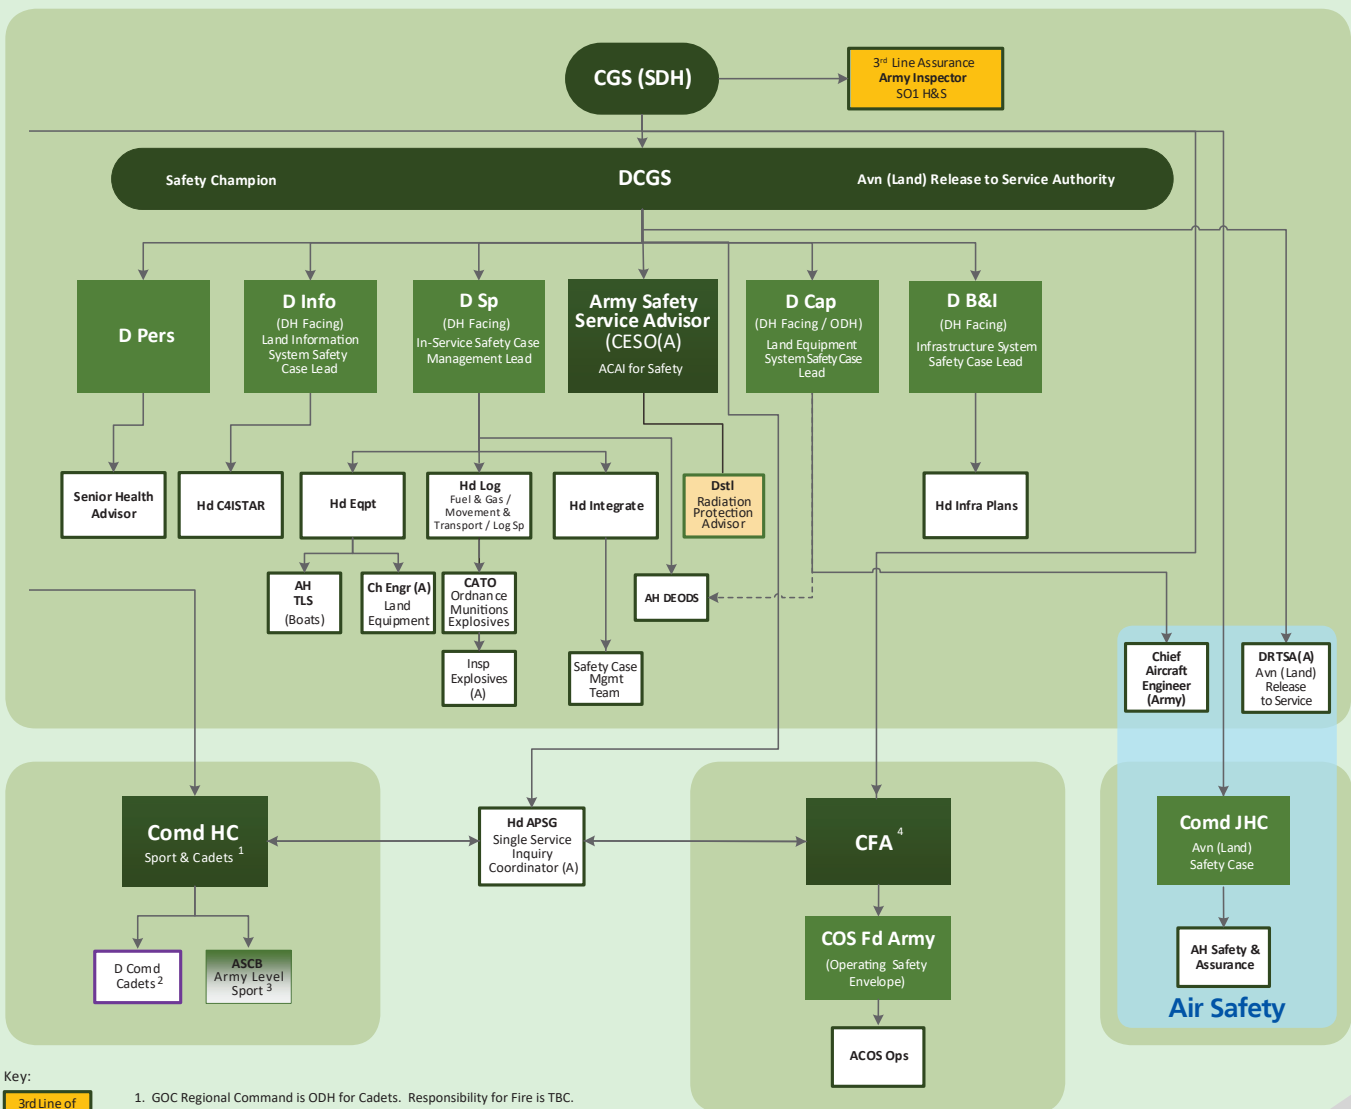 CGS (SDH)
3rd Line Assurance
Army Inspector
SO1 H&S
Safety Champion
DCGS
Avn (Land) Release to Service Authority
D Pers
D Info
(DH Facing)
Land Information
System Safety
Case Lead
D Sp
(DH Facing)
In-Service Safety Case
Management Lead
Army Safety
Service Advisor
(CESO(A)
ACAI for Safety
D Cap
(DH Facing / ODH)
Land Equipment
System Safety Case
Lead
D B&I
(DH Facing)
Infrastructure System
Safety Case Lead
Senior Health
Advisor
Hd C4ISTAR
Hd Eqpt
Hd Log
Fuel & Gas /
Movement &
Transport / Log Sp
Hd Integrate
Dstl
Radiation
Protection
Advisor
Hd Infra Plans
AH
TLS
(Boats)
Ch Engr (A)
Land
Equipment
CATO
Ordnance
Munitions
Explosives
AH DEODS
Insp
Explosives
(A)
Safety Case
Mgmt
Team
Chief
Aircraft
Engineer
(Army)
DRTSA(A)
Avn (Land)
Release
to Service
Comd HC
Sport & Cadets 1
Hd APSG
Single Service
Inquiry
Coordinator (A)
CFA 4
Comd JHC
Avn (Land)
Safety Case
D Comd
Cadets 2
ASCB
Army Level
Sport 3
COS Fd Army
(Operating Safety
Envelope)
AH Safety &
Assurance
Air Safety
ACOS Ops
Key:
3rd Line of
1. GOC Regional Command is ODH for Cadets. Responsibility for Fire is TBC.